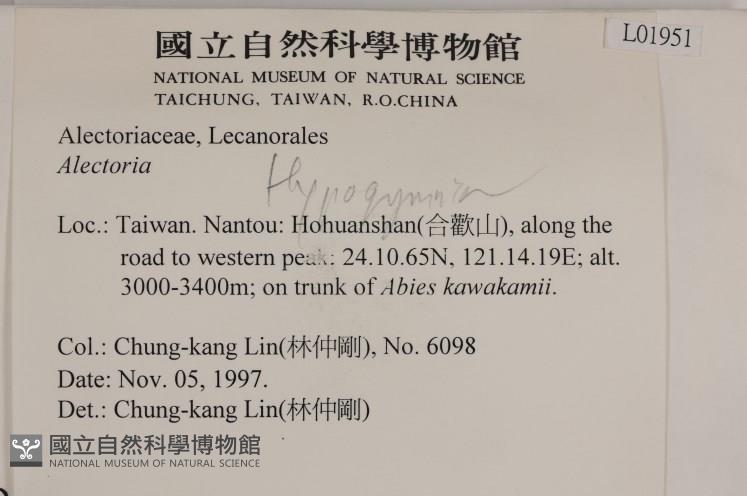 國立自然科學博物館
L01951
NATIONAL MUSEUM OF NATURAL SCIENCE
TAICHUNG, TAIWAN, R.O.CHINA
Alectoriaceae, Lecanorales
Alectoria
Hypogymnia
Loc.: Taiwan. Nantou: Hohuanshan(合歡山), along the
road to western peak: 24.10.65N, 121.14.19E; alt.
3000-3400m; on trunk of Abies kawakamii.
Col.: Chung-kang Lin(林仲剛), No. 6098
Date: Nov. 05, 1997.
Det.: Chung-kang Lin(林仲剛)
國立自然科學博物館
NATIONAL MUSEUM OF NATURAL SCIENCE